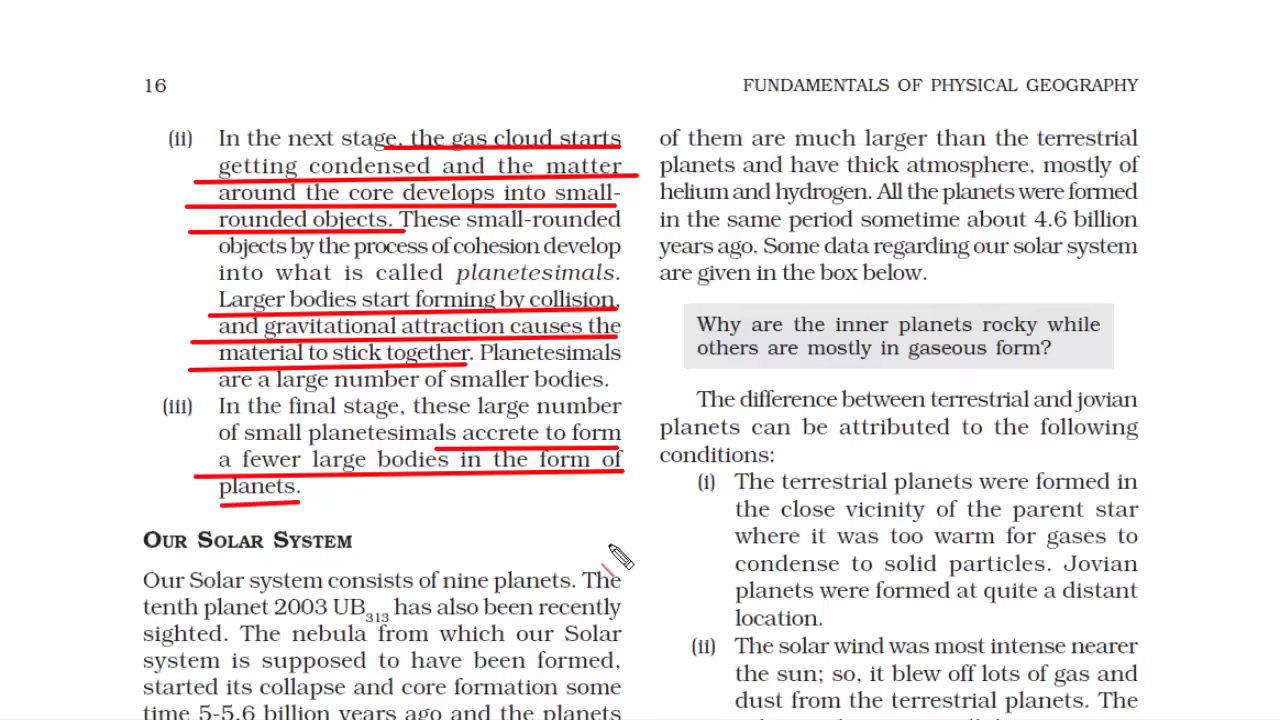 16
FUNDAMENTALS OF PHYSICAL GEOGRAPHY
(ii) In the next stage, the gas cloud starts
getting condensed and the matter
around the core develops into small-
rounded objects. These small-rounded
objects by the process of cohesion develop
into what is called planetesimals.
Larger bodies start forming by collision,
and gravitational attraction causes the
material to stick together. Planetesimals
are a large number of smaller bodies.
(iii) In the final stage, these large number
of small planetesimals accrete to form
a fewer large bodies in the form of
planets.
OUR SOLAR SYSTEM
Our Solar system consists of nine planets. The
tenth planet 2003 UB313 has also been recently
sighted. The nebula from which our Solar
system is supposed to have been formed,
started its collapse and core formation some
time 5-5.6 billion years ago and the planets
of them are much larger than the terrestrial
planets and have thick atmosphere, mostly of
helium and hydrogen. All the planets were formed
in the same period sometime about 4.6 billion
years ago. Some data regarding our solar system
are given in the box below.
Why are the inner planets rocky while
others are mostly in gaseous form?
The difference between terrestrial and jovian
planets can be attributed to the following
conditions:
(i) The terrestrial planets were formed in
the close vicinity of the parent star
where it was too warm for gases to
condense to solid particles. Jovian
planets were formed at quite a distant
location.
(ii) The solar wind was most intense nearer
the sun; so, it blew off lots of gas and
dust from the terrestrial planets. The